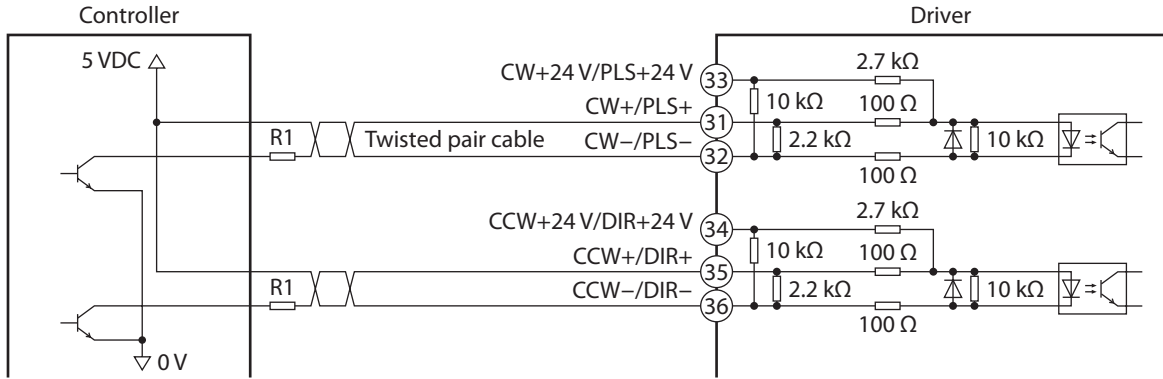 Controller
Driver
5 VDC
CW+24 V/PLS+24 V
33
2.7 kΩ
10 kΩ
CW+/PLS+
31
100 Ω
R1
Twisted pair cable
CW−/PLS−
32
2.2 kΩ
10 kΩ
100 Ω
CCW+24 V/DIR+24 V
34
2.7 kΩ
10 kΩ
CCW+/DIR+
35
100 Ω
R1
CCW−/DIR−
36
2.2 kΩ
10 kΩ
100 Ω
0 V